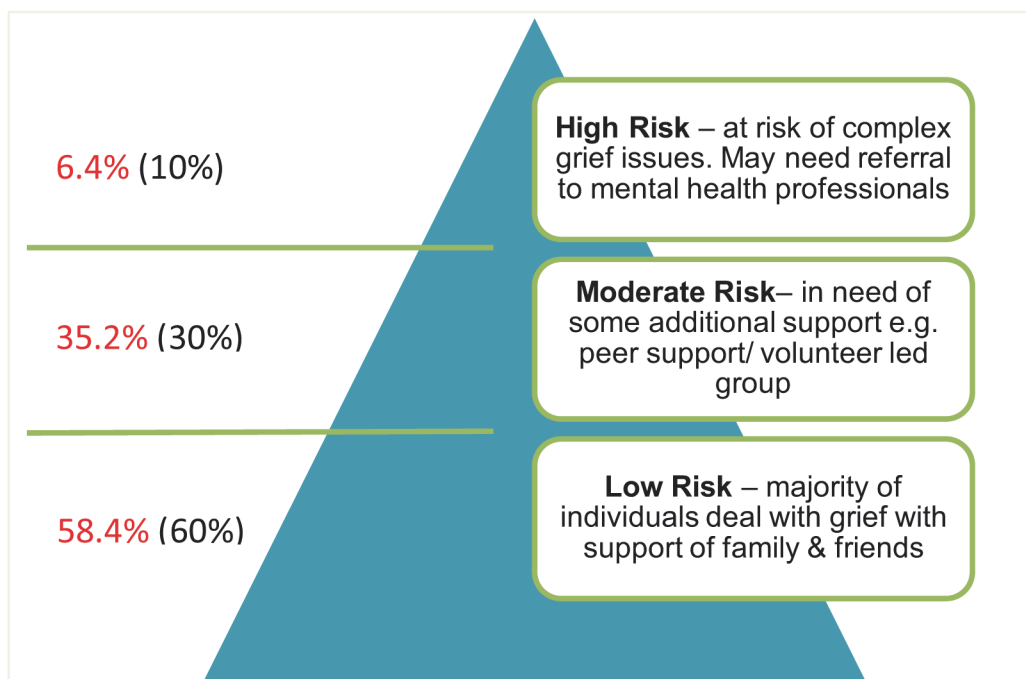 6.4% (10%)
High Risk – at risk of complex
grief issues. May need referral
to mental health professionals
35.2% (30%)
Moderate Risk– in need of
some additional support e.g.
peer support/ volunteer led
group
58.4% (60%)
Low Risk – majority of
individuals deal with grief with
support of family & friends